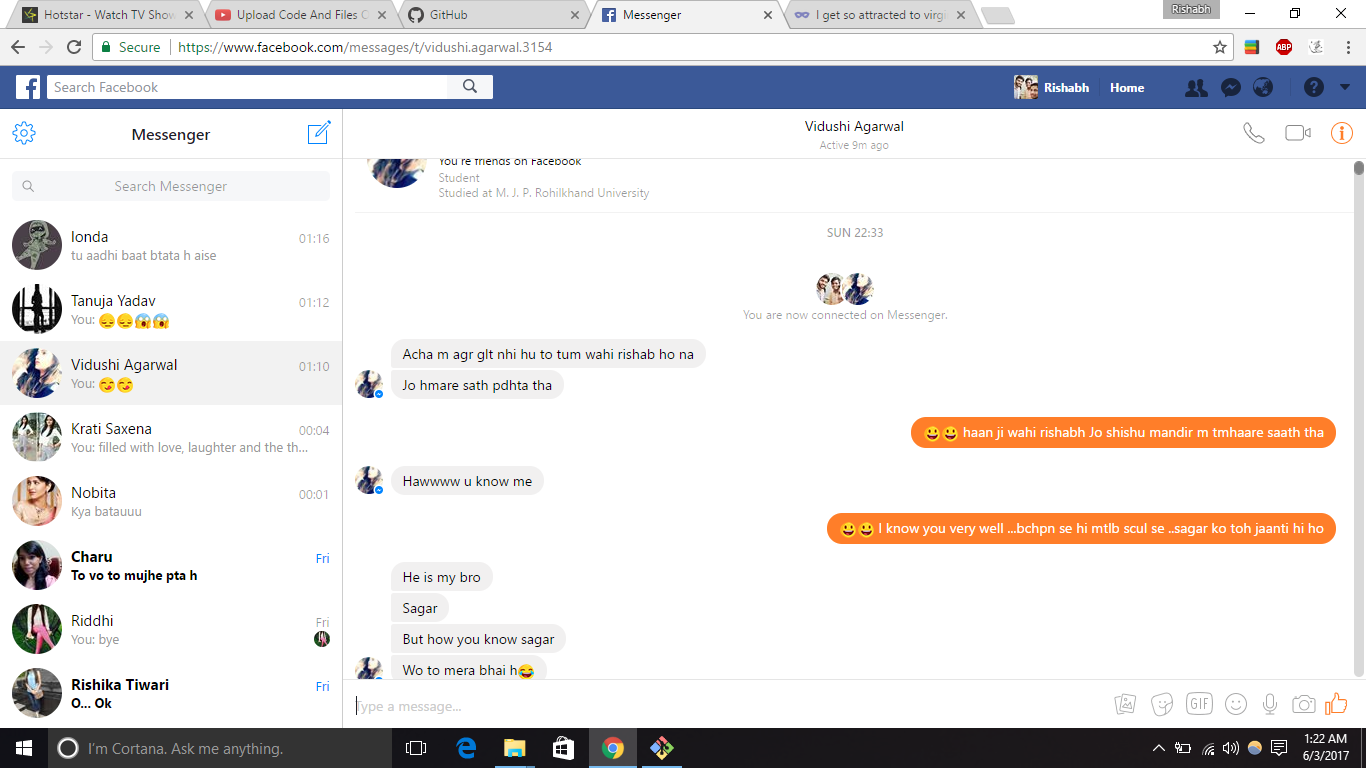 Hotstar - Watch TV Show
Upload Code And Files O
GitHub
Messenger
I get so attracted to virg
Rishabh
Secure
https://www.facebook.com/messages/t/vidushi.agarwal.3154
ABP
Search Facebook
Rishabh
Home
Messenger
Search Messenger
londa
01:16
tu aadhi baat btata h aise
Tanuja Yadav
01:12
You: 😔😔😱😱
Vidushi Agarwal
01:10
You: 😋😋
Krati Saxena
00:04
You: filled with love, laughter and the th...
Nobita
00:01
Kya batauuu
Charu
Fri
To vo to mujhe pta h
Riddhi
Fri
You: bye
Rishika Tiwari
Fri
O... Ok
Vidushi Agarwal
Active 9m ago
You're friends on Facebook
Student
Studied at M. J. P. Rohilkhand University
SUN 22:33
You are now connected on Messenger.
Acha m agr glt nhi hu to tum wahi rishab ho na
Jo hmare sath pdhta tha
😀😀 haan ji wahi rishabh Jo shishu mandir m tmhaare saath tha
Hawwww u know me
😀😀 I know you very well ...bchpn se hi mtlb scul se ..sagar ko toh jaanti hi ho
He is my bro
Sagar
But how you know sagar
Wo to mera bhai h😂
Type a message...
GIF
I'm Cortana. Ask me anything.
1:22 AM
6/3/2017